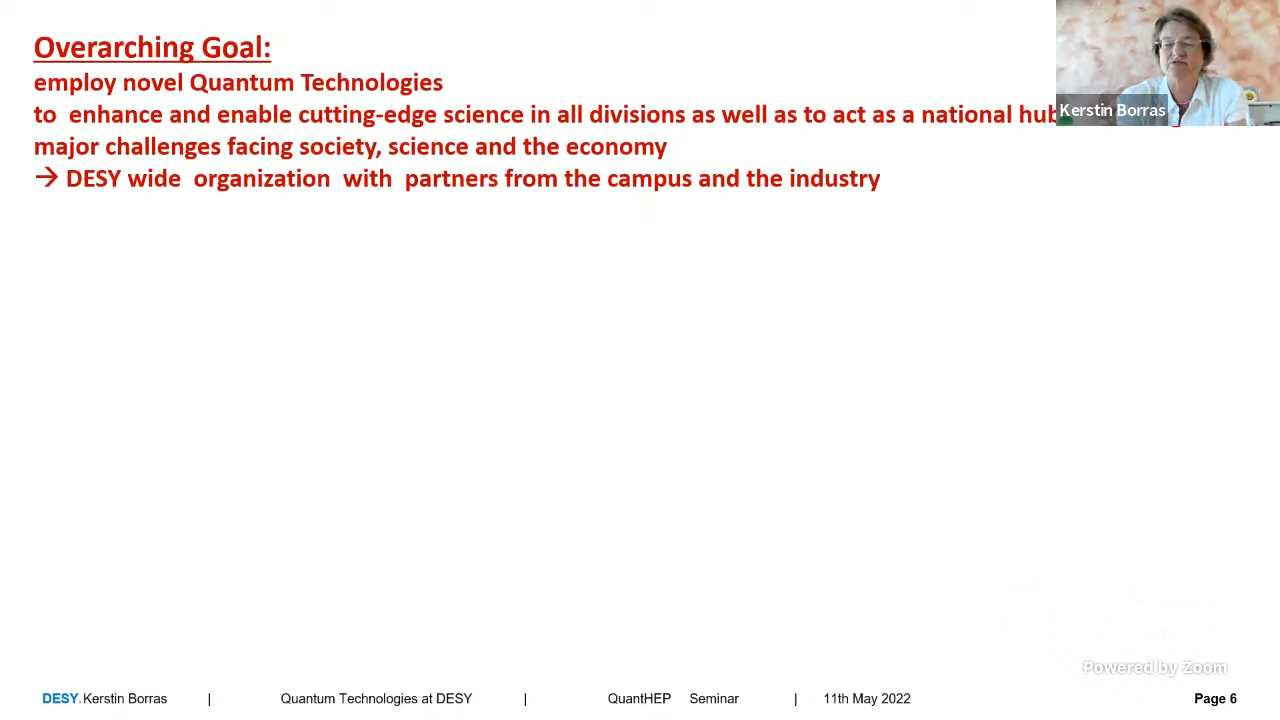 Overarching Goal:
employ novel Quantum Technologies
to enhance and enable cutting-edge science in all divisions as well as to act as a national hub
major challenges facing society, science and the economy
→ DESY wide organization with partners from the campus and the industry
Kerstin Borras
Powered by Zoom
DESY. Kerstin Borras | Quantum Technologies at DESY | QuantHEP Seminar | 11th May 2022 Page 6